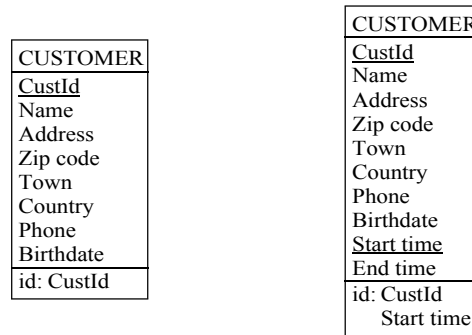 CUSTOMER
CustId
Name
Address
Zip code
Town
Country
Phone
Birthdate
id: CustId
CUSTOMER
CustId
Name
Address
Zip code
Town
Country
Phone
Birthdate
Start time
End time
id: CustId
Start time